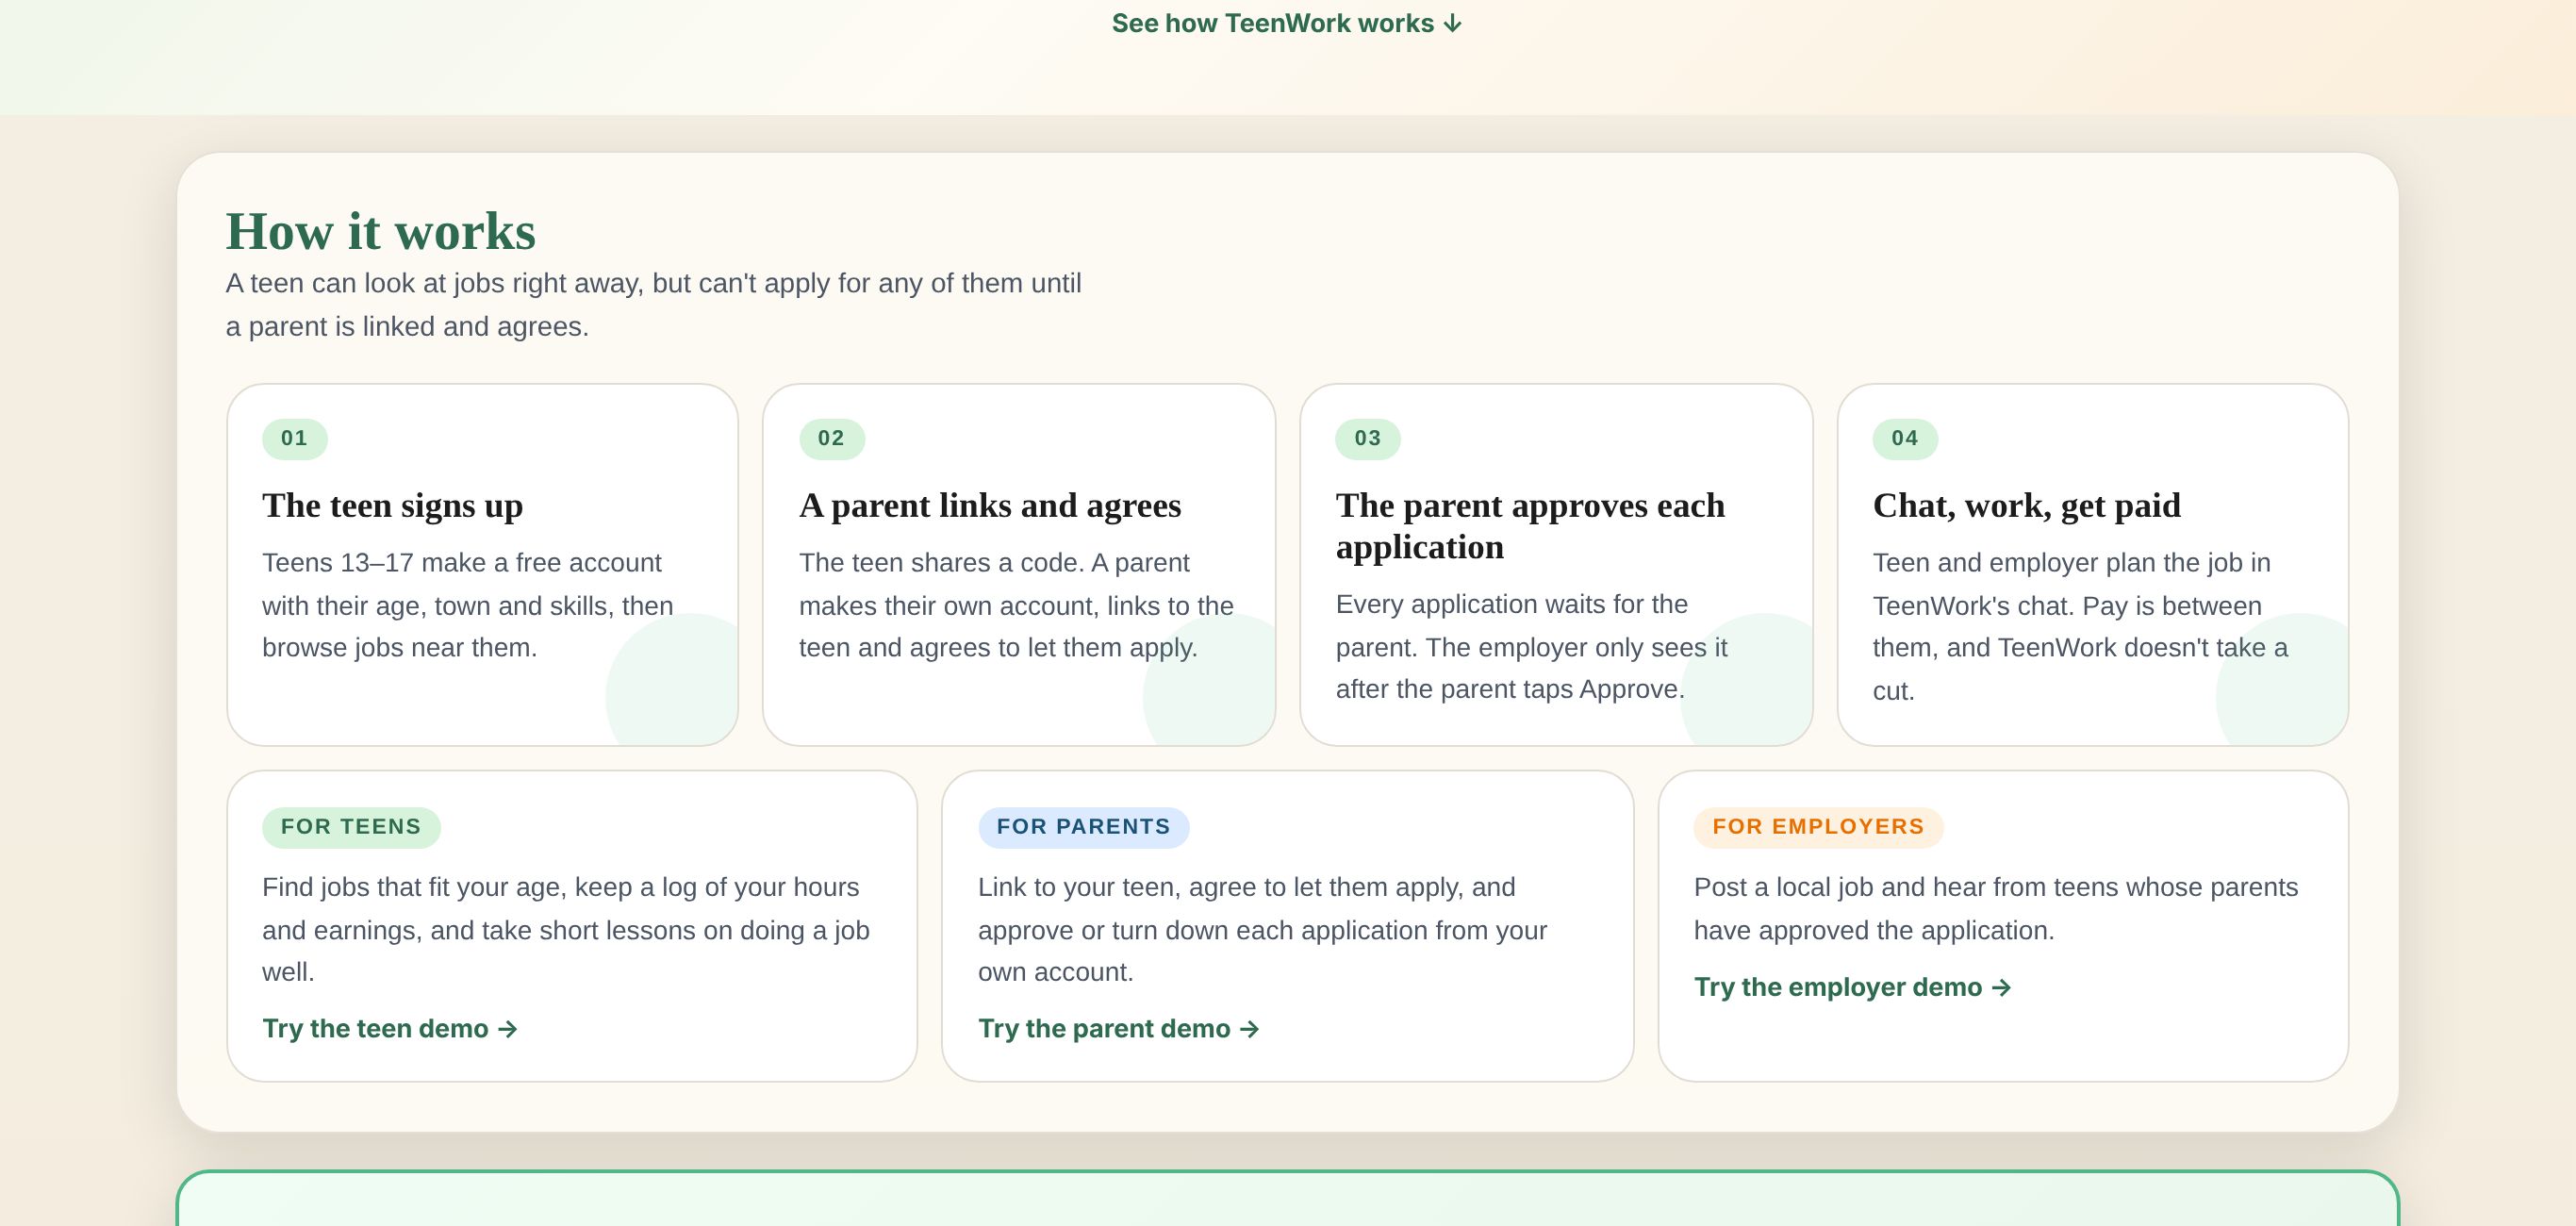 See how TeenWork works ↓
How it works
A teen can look at jobs right away, but can't apply for any of them until
a parent is linked and agrees.
01
The teen signs up
Teens 13–17 make a free account
with their age, town and skills, then
browse jobs near them.
02
A parent links and agrees
The teen shares a code. A parent
makes their own account, links to the
teen and agrees to let them apply.
03
The parent approves each
application
Every application waits for the
parent. The employer only sees it
after the parent taps Approve.
04
Chat, work, get paid
Teen and employer plan the job in
TeenWork's chat. Pay is between
them, and TeenWork doesn't take a
cut.
FOR TEENS
Find jobs that fit your age, keep a log of your hours
and earnings, and take short lessons on doing a job
well.
Try the teen demo →
FOR PARENTS
Link to your teen, agree to let them apply, and
approve or turn down each application from your
own account.
Try the parent demo →
FOR EMPLOYERS
Post a local job and hear from teens whose parents
have approved the application.
Try the employer demo →